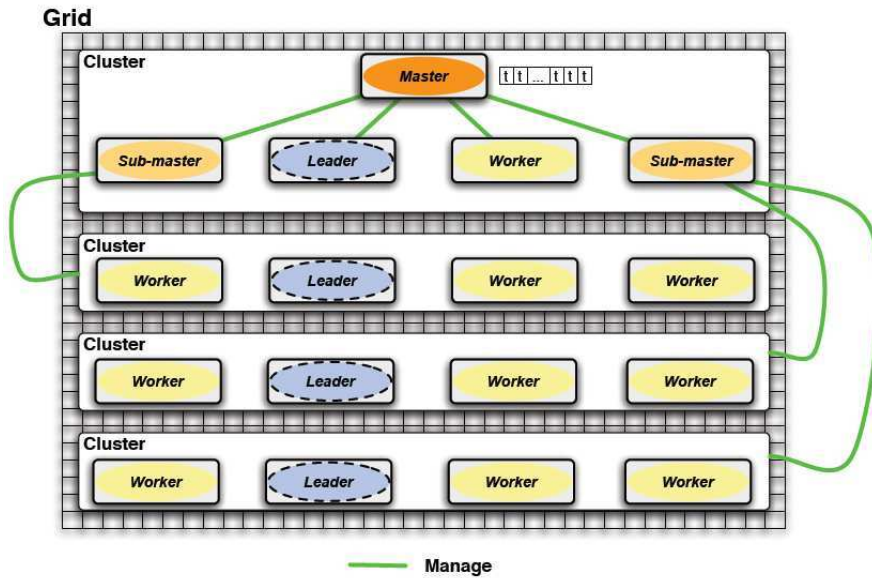 Grid
Cluster
Master
t t ... t t t
Sub-master Leader Worker Sub-master
Cluster
Worker Leader Worker Worker
Cluster
Worker Leader Worker Worker
Cluster
Worker Leader Worker Worker
Manage